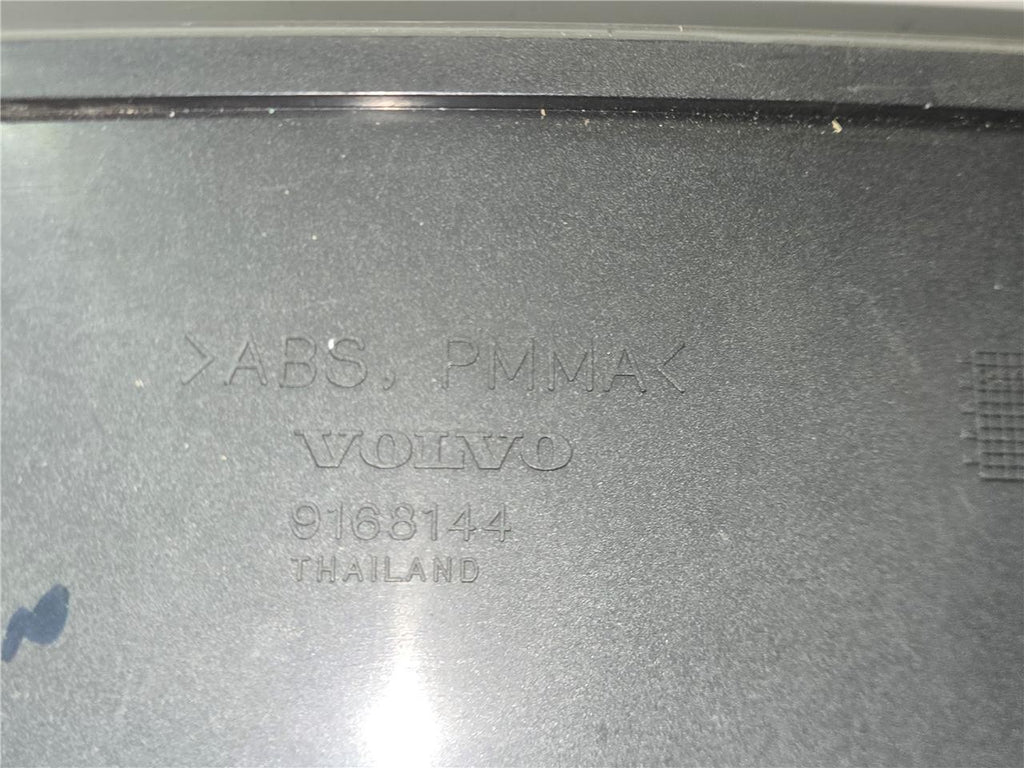 >ABS, PMMA<
VOLVO
9168144
THAILAND